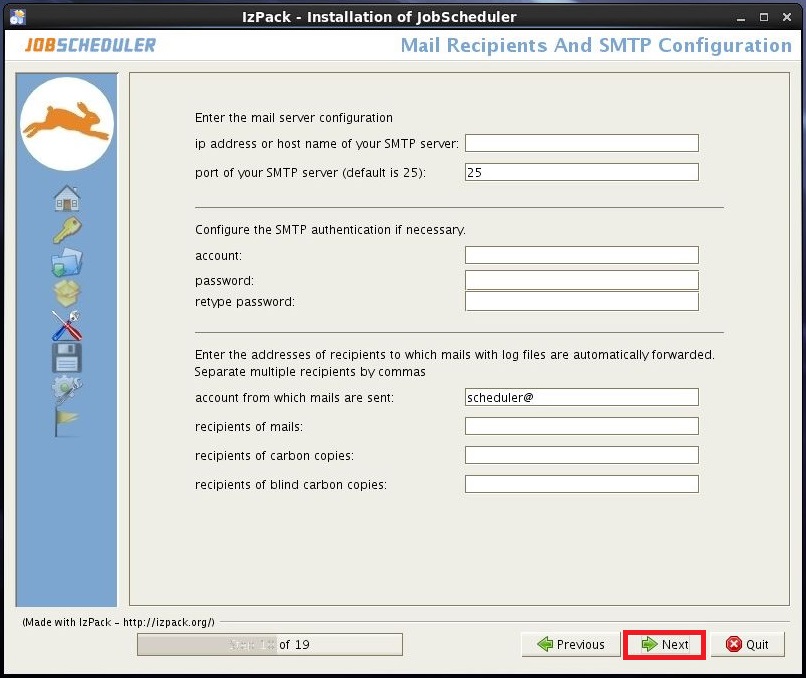 IzPack - Installation of JobScheduler
JOBSCHEDULER
Mail Recipients And SMTP Configuration
Enter the mail server configuration
ip address or host name of your SMTP server:
port of your SMTP server (default is 25): 25
Configure the SMTP authentication if necessary.
account:
password:
retype password:
Enter the addresses of recipients to which mails with log files are automatically forwarded.
Separate multiple recipients by commas
account from which mails are sent: scheduler@
recipients of mails:
recipients of carbon copies:
recipients of blind carbon copies:
(Made with IzPack - http://izpack.org/)
of 19
Previous Next Quit